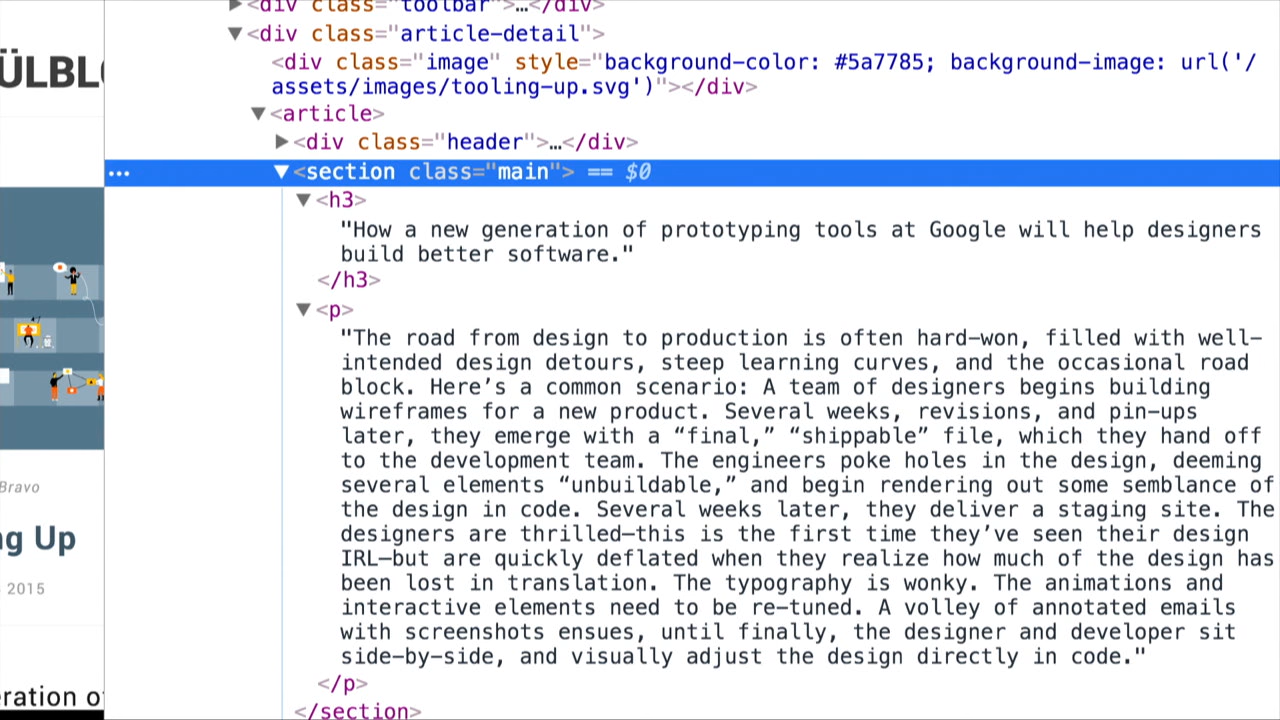 <div class="toolbar">…</div>
<div class="article-detail">
<div class="image" style="background-color: #5a7785; background-image: url('/
assets/images/tooling-up.svg')"></div>
<article>
<div class="header">…</div>
<section class="main"> == $0
<h3>
"How a new generation of prototyping tools at Google will help designers
build better software."
</h3>
<p>
"The road from design to production is often hard–won, filled with well–
intended design detours, steep learning curves, and the occasional road
block. Here’s a common scenario: A team of designers begins building
wireframes for a new product. Several weeks, revisions, and pin–ups
later, they emerge with a “final,” “shippable” file, which they hand off
to the development team. The engineers poke holes in the design, deeming
several elements “unbuildable,” and begin rendering out some semblance of
the design in code. Several weeks later, they deliver a staging site. The
designers are thrilled—this is the first time they’ve seen their design
IRL—but are quickly deflated when they realize how much of the design has
been lost in translation. The typography is wonky. The animations and
interactive elements need to be re–tuned. A volley of annotated emails
with screenshots ensues, until finally, the designer and developer sit
side–by–side, and visually adjust the design directly in code."
</p>
</section>
ÜLBL
Bravo
ng Up
2015
eration of